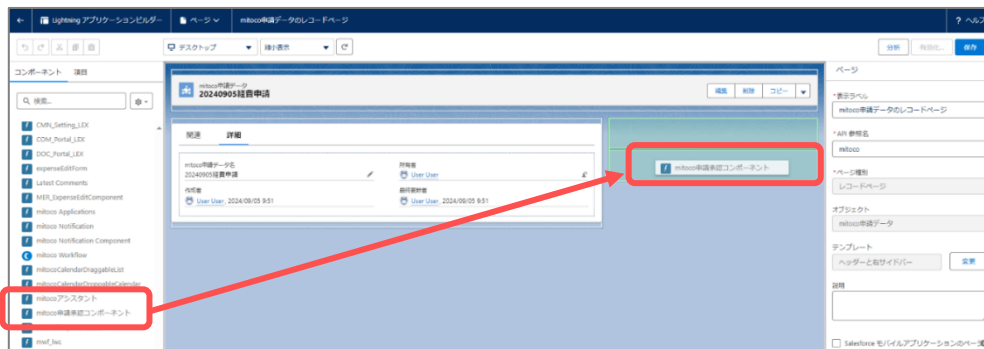 Lightning アプリケーションビルダー
ページ
mitoco申請データのレコードページ
? ヘルプ
デスクトップ
縮小表示
分析
有効化...
保存
コンポーネント 項目
検索...
CMN_Setting_LEX
COM_Portal_LEX
DOC_Portal_LEX
expenseEditForm
Latest Comments
MER_ExpenseEditComponent
mitoco Applications
mitoco Notification
mitoco Notification Component
mitoco Workflow
mitocoCalendarDraggableList
mitocoCalendarDraggableCalendar
mitocoアシスタント
mitoco申請承認コンポーネント
mwf_lwc
mitoco申請データ
20240905経費申請
編集
削除
コピー
関連 詳細
mitoco申請データ名
20240905経費申請
所有者
User User
作成者
User User, 2024/09/05 9:51
最終更新者
User User, 2024/09/05 9:51
mitoco申請承認コンポーネント
ページ
*表示ラベル
mitoco申請データのレコードページ
*API 参照名
mitoco
*ページ種別
レコードページ
オブジェクト
mitoco申請データ
テンプレート
ヘッダーと右サイドバー
変更
説明
Salesforce モバイルアプリケーションのページ